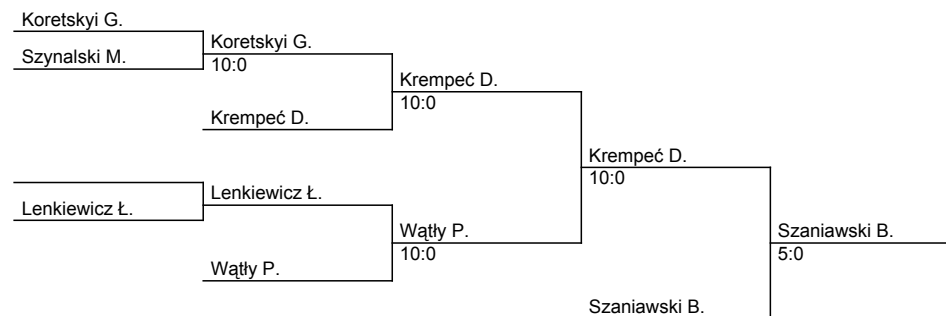 Koretskyi G.
Szynalski M.
Koretskyi G.
10:0
Krempeć D.
Krempeć D.
10:0
Lenkiewicz Ł.
Lenkiewicz Ł.
Wątły P.
Wątły P.
10:0
Krempeć D.
10:0
Szaniawski B.
Szaniawski B.
5:0